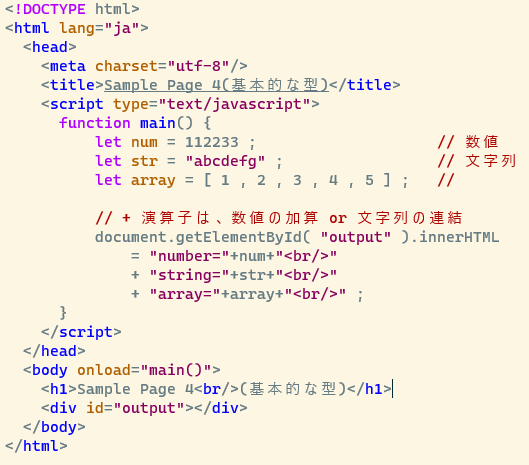 <!DOCTYPE html>
<html lang="ja">
  <head>
    <meta charset="utf-8"/>
    <title>Sample Page 4(基本的な型)</title>
    <script type="text/javascript">
      function main() {
          let num = 112233 ;                    // 数値
          let str = "abcdefg" ;                 // 文字列
          let array = [ 1 , 2 , 3 , 4 , 5 ] ;   //

          // + 演算子は、数値の加算 or 文字列の連結
          document.getElementById( "output" ).innerHTML
              = "number="+num+"<br/>"
              + "string="+str+"<br/>"
              + "array="+array+"<br/>" ;
      }
    </script>
  </head>
  <body onload="main()">
    <h1>Sample Page 4<br/>(基本的な型)</h1>
    <div id="output"></div>
  </body>
</html>